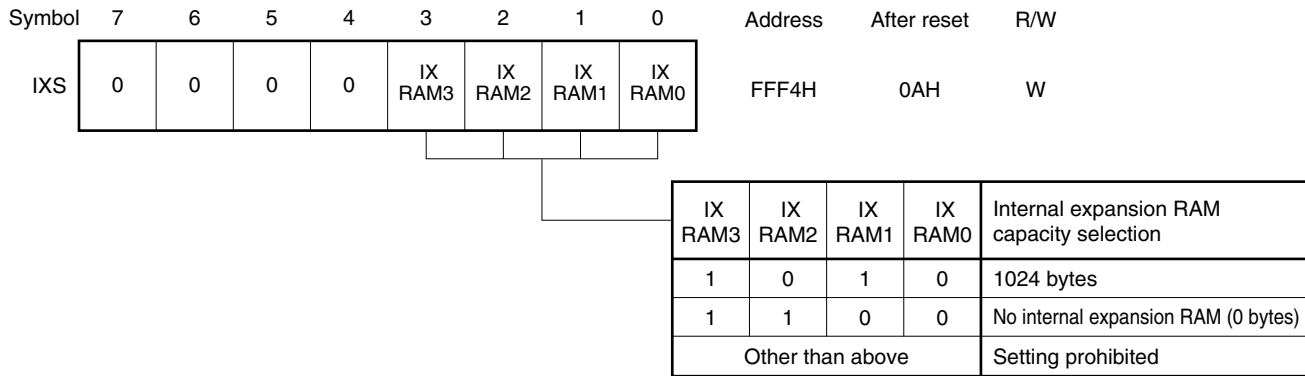 Symbol 7 6 5 4 3 2 1 0 Address After reset R/W
IXS 0 0 0 0 IX RAM3 IX RAM2 IX RAM1 IX RAM0 FFF4H 0AH W
IX RAM3 IX RAM2 IX RAM1 IX RAM0 Internal expansion RAM capacity selection
1 0 1 0 1024 bytes
1 1 0 0 No internal expansion RAM (0 bytes)
Other than above Setting prohibited